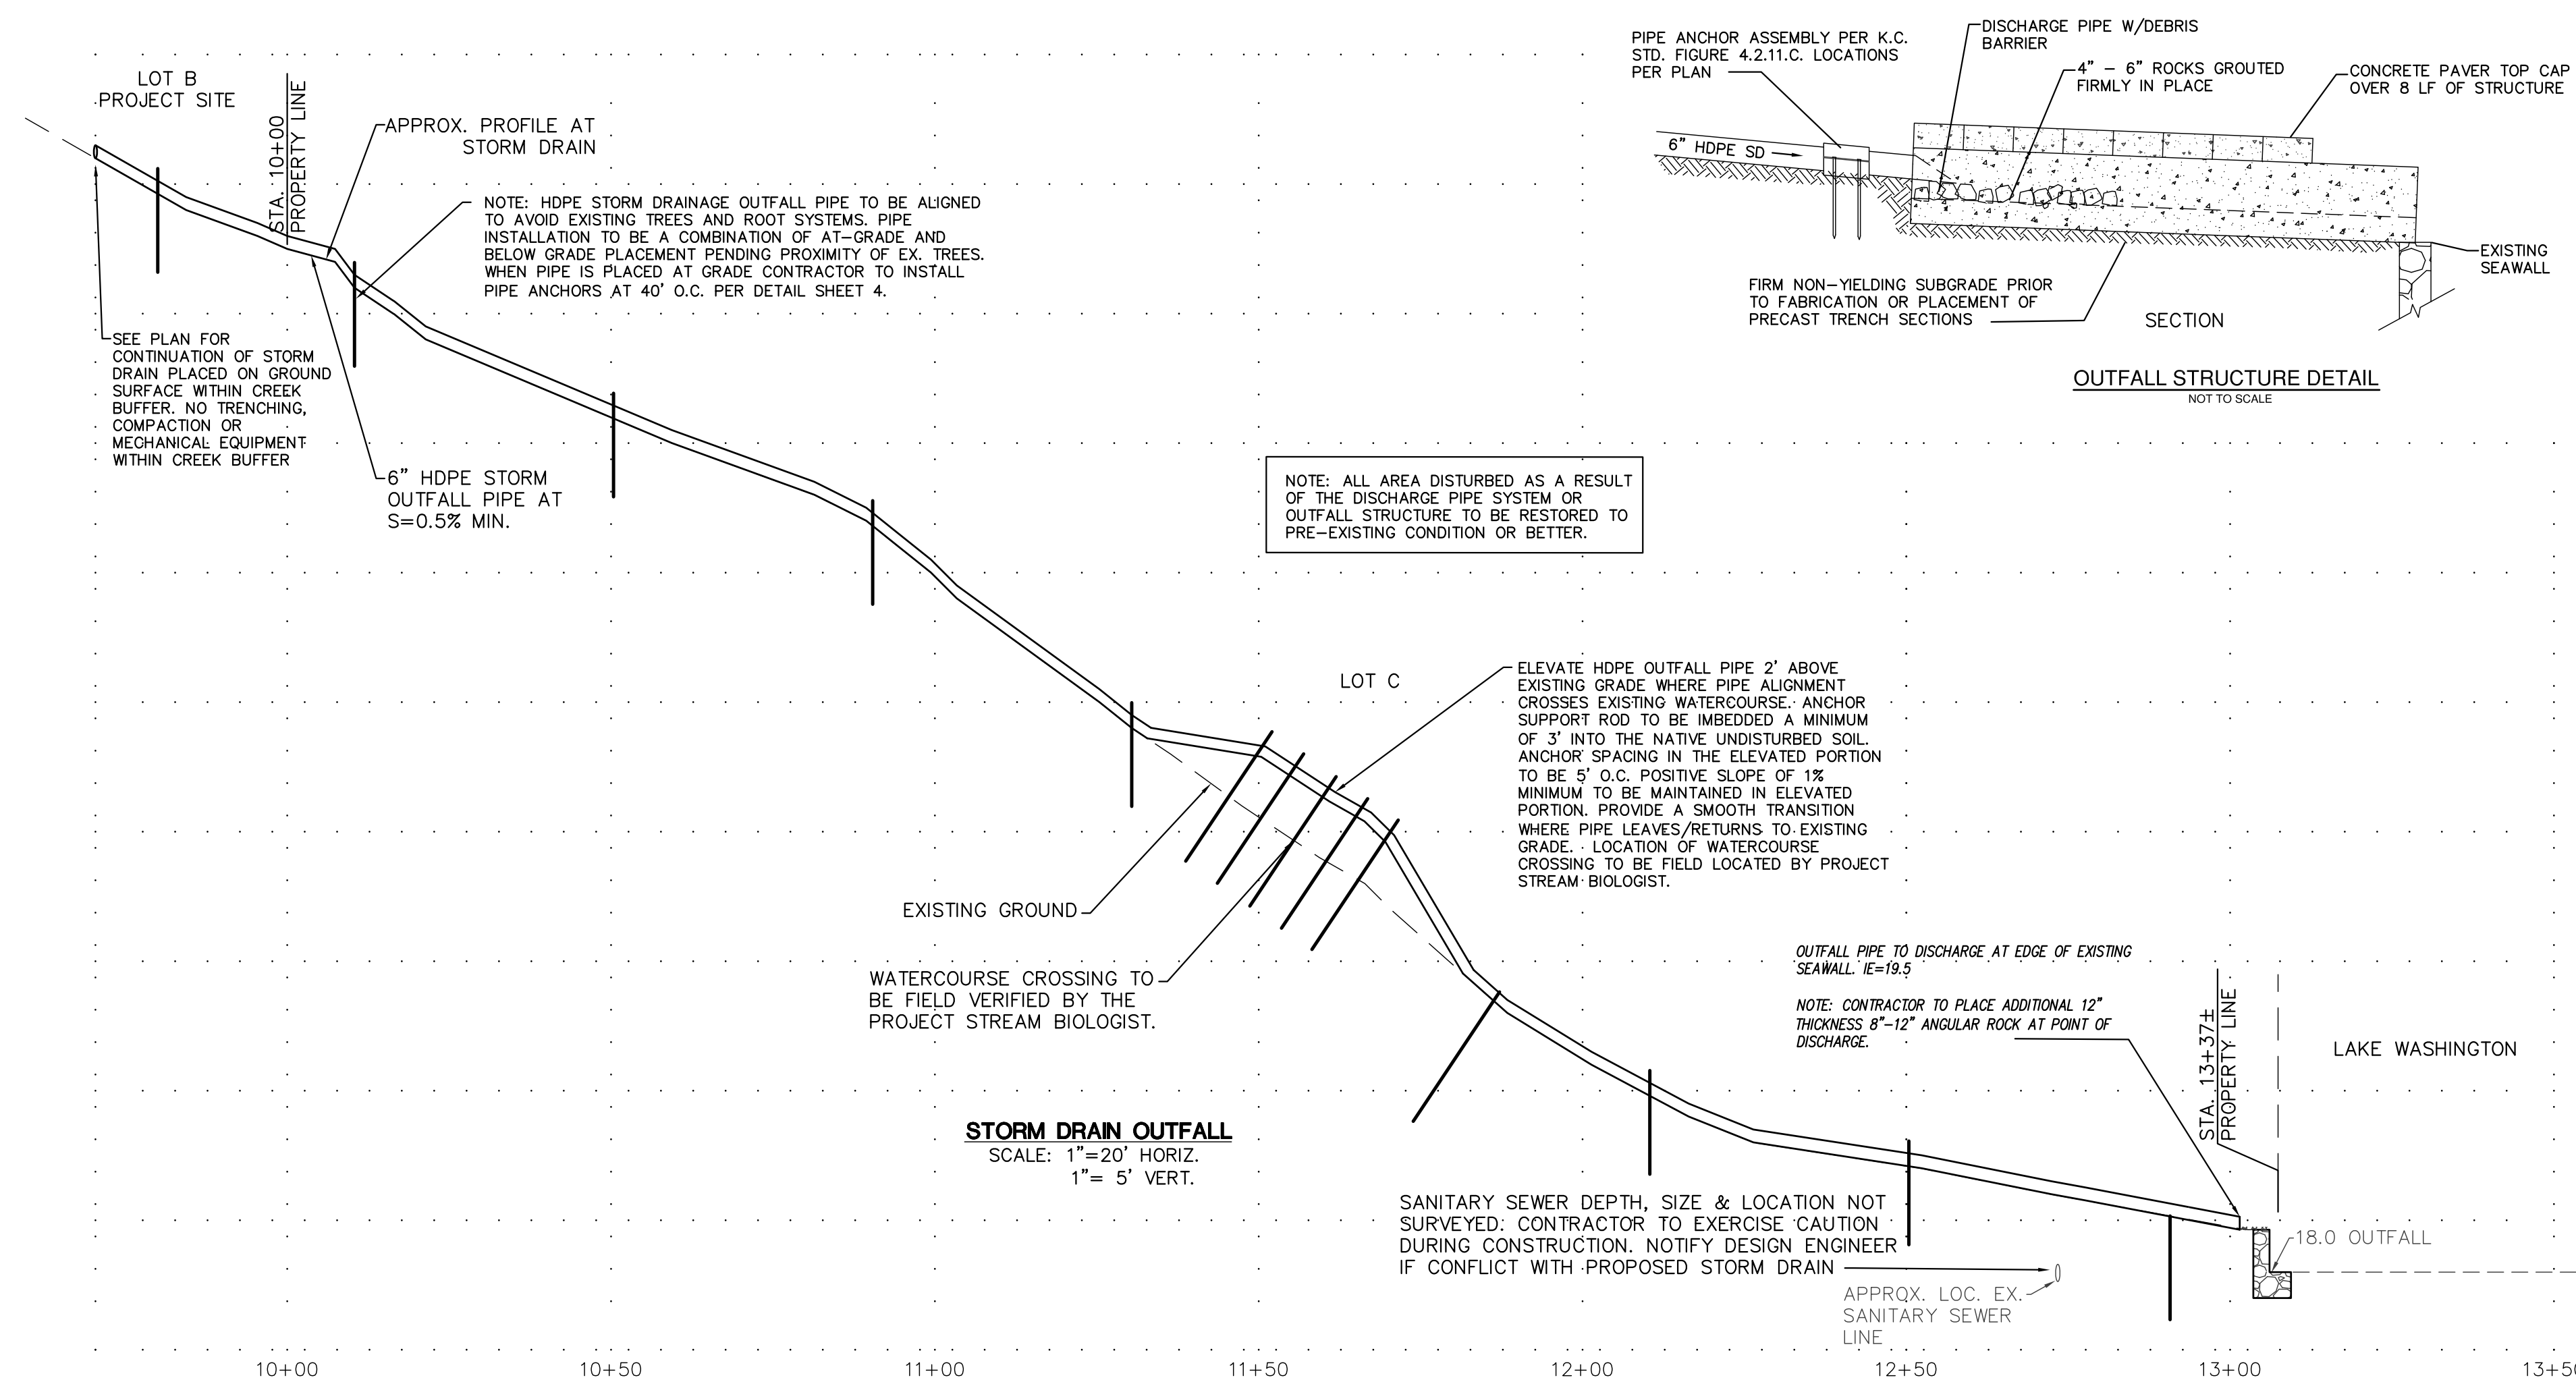 LOT B
PROJECT SITE
STA. 10+00
PROPERTY LINE
APPROX. PROFILE AT
STORM DRAIN
NOTE: HDPE STORM DRAINAGE OUTFALL PIPE TO BE ALIGNED
TO AVOID EXISTING TREES AND ROOT SYSTEMS. PIPE
INSTALLATION TO BE A COMBINATION OF AT-GRADE AND
BELOW GRADE PLACEMENT PENDING PROXIMITY OF EX. TREES.
WHEN PIPE IS PLACED AT GRADE CONTRACTOR TO INSTALL
PIPE ANCHORS AT 40' O.C. PER DETAIL SHEET 4.
SEE PLAN FOR
CONTINUATION OF STORM
DRAIN PLACED ON GROUND
SURFACE WITHIN CREEK
BUFFER. NO TRENCHING,
COMPACTION OR
MECHANICAL EQUIPMENT
WITHIN CREEK BUFFER
6" HDPE STORM
OUTFALL PIPE AT
S=0.5% MIN.
PIPE ANCHOR ASSEMBLY PER K.C.
STD. FIGURE 4.2.11.C. LOCATIONS
PER PLAN
DISCHARGE PIPE W/DEBRIS
BARRIER
4" - 6" ROCKS GROUTED
FIRMLY IN PLACE
CONCRETE PAVER TOP CAP
OVER 8 LF OF STRUCTURE
6" HDPE SD
EXISTING
SEAWALL
FIRM NON-YIELDING SUBGRADE PRIOR
TO FABRICATION OR PLACEMENT OF
PRECAST TRENCH SECTIONS
SECTION
OUTFALL STRUCTURE DETAIL
NOT TO SCALE
NOTE: ALL AREA DISTURBED AS A RESULT
OF THE DISCHARGE PIPE SYSTEM OR
OUTFALL STRUCTURE TO BE RESTORED TO
PRE-EXISTING CONDITION OR BETTER.
LOT C
ELEVATE HDPE OUTFALL PIPE 2' ABOVE
EXISTING GRADE WHERE PIPE ALIGNMENT
CROSSES EXISTING WATERCOURSE. ANCHOR
SUPPORT ROD TO BE IMBEDDED A MINIMUM
OF 3' INTO THE NATIVE UNDISTURBED SOIL.
ANCHOR SPACING IN THE ELEVATED PORTION
TO BE 5' O.C. POSITIVE SLOPE OF 1%
MINIMUM TO BE MAINTAINED IN ELEVATED
PORTION. PROVIDE A SMOOTH TRANSITION
WHERE PIPE LEAVES/RETURNS TO EXISTING
GRADE. LOCATION OF WATERCOURSE
CROSSING TO BE FIELD LOCATED BY PROJECT
STREAM BIOLOGIST.
EXISTING GROUND
WATERCOURSE CROSSING TO
BE FIELD VERIFIED BY THE
PROJECT STREAM BIOLOGIST.
OUTFALL PIPE TO DISCHARGE AT EDGE OF EXISTING
SEAWALL. IE=19.5
NOTE: CONTRACTOR TO PLACE ADDITIONAL 12"
THICKNESS 8"-12" ANGULAR ROCK AT POINT OF
DISCHARGE.
STA. 13+37±
PROPERTY LINE
LAKE WASHINGTON
STORM DRAIN OUTFALL
SCALE: 1"=20' HORIZ.
1"= 5' VERT.
SANITARY SEWER DEPTH, SIZE & LOCATION NOT
SURVEYED. CONTRACTOR TO EXERCISE CAUTION
DURING CONSTRUCTION. NOTIFY DESIGN ENGINEER
IF CONFLICT WITH PROPOSED STORM DRAIN
18.0 OUTFALL
APPROX. LOC. EX.
SANITARY SEWER
LINE
10+00 10+50 11+00 11+50 12+00 12+50 13+00 13+50